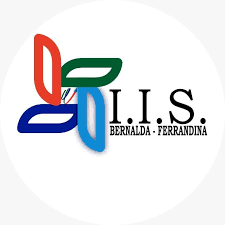 I.I.S.
BERNALDA - FERRANDINA